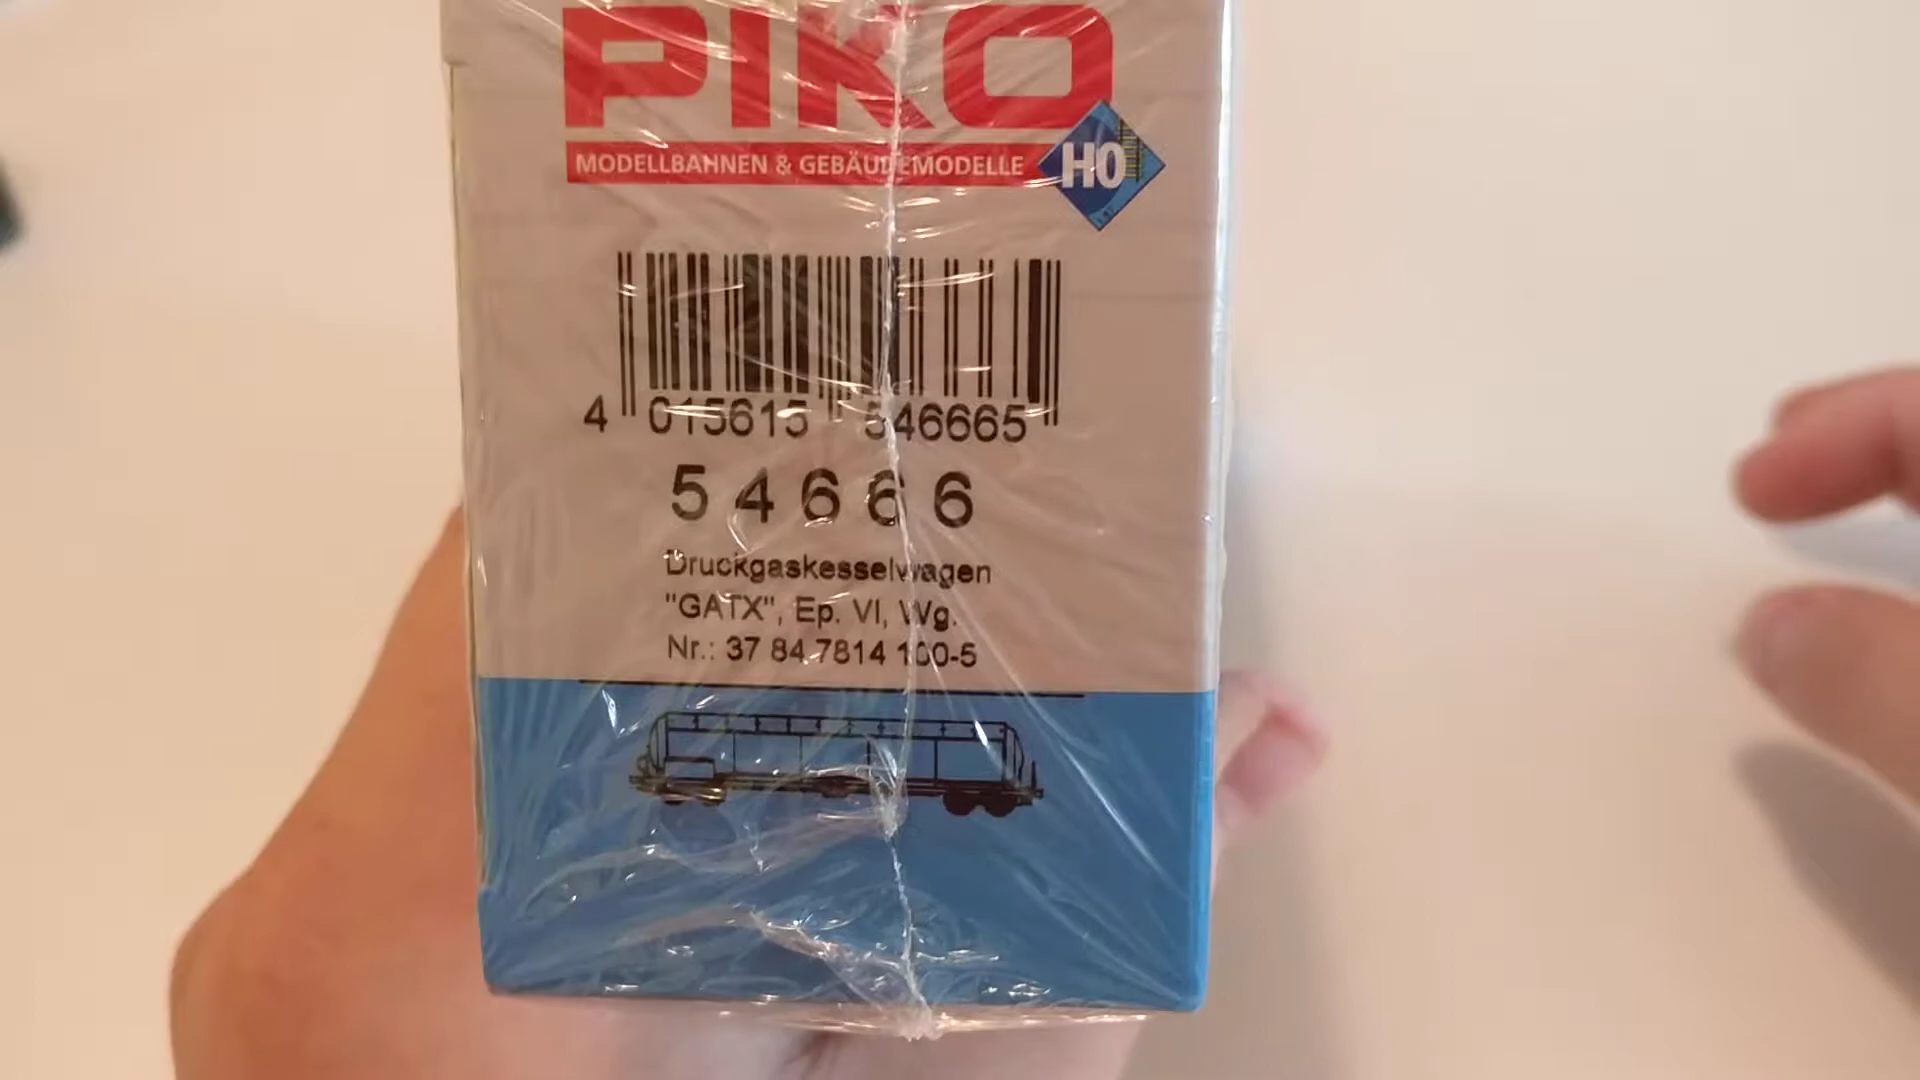 PIKO
MODELLBAHNEN & GEBÄUDEMODELLE
H0
4 015615 546665
54666
Druckgaskesselwagen
"GATX", Ep. VI, Wg.
Nr.: 37 84 7814 100-5